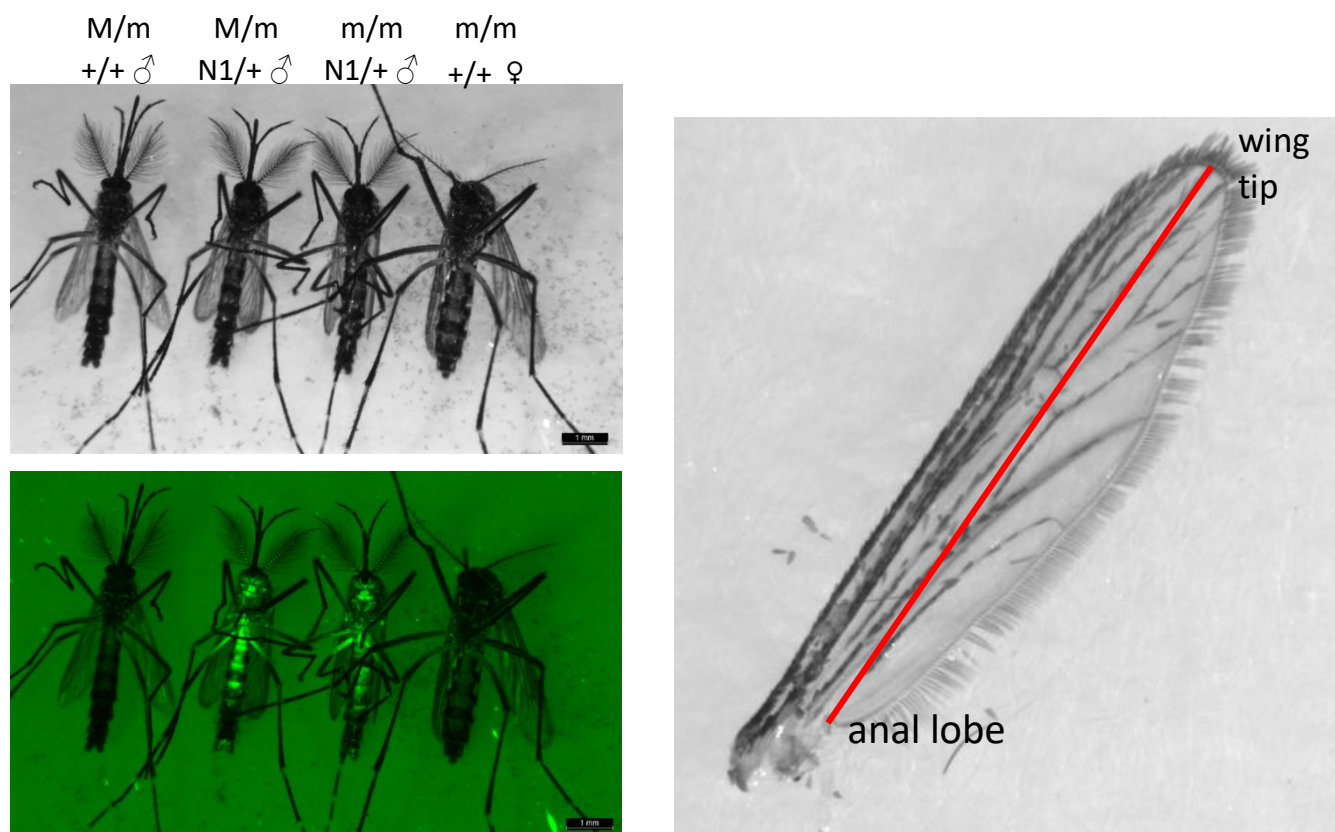 M/m M/m m/m m/m
+/+ ♂ N1/+ ♂ N1/+ ♂ +/+ ♀
1 mm
1 mm
wing
tip
anal lobe